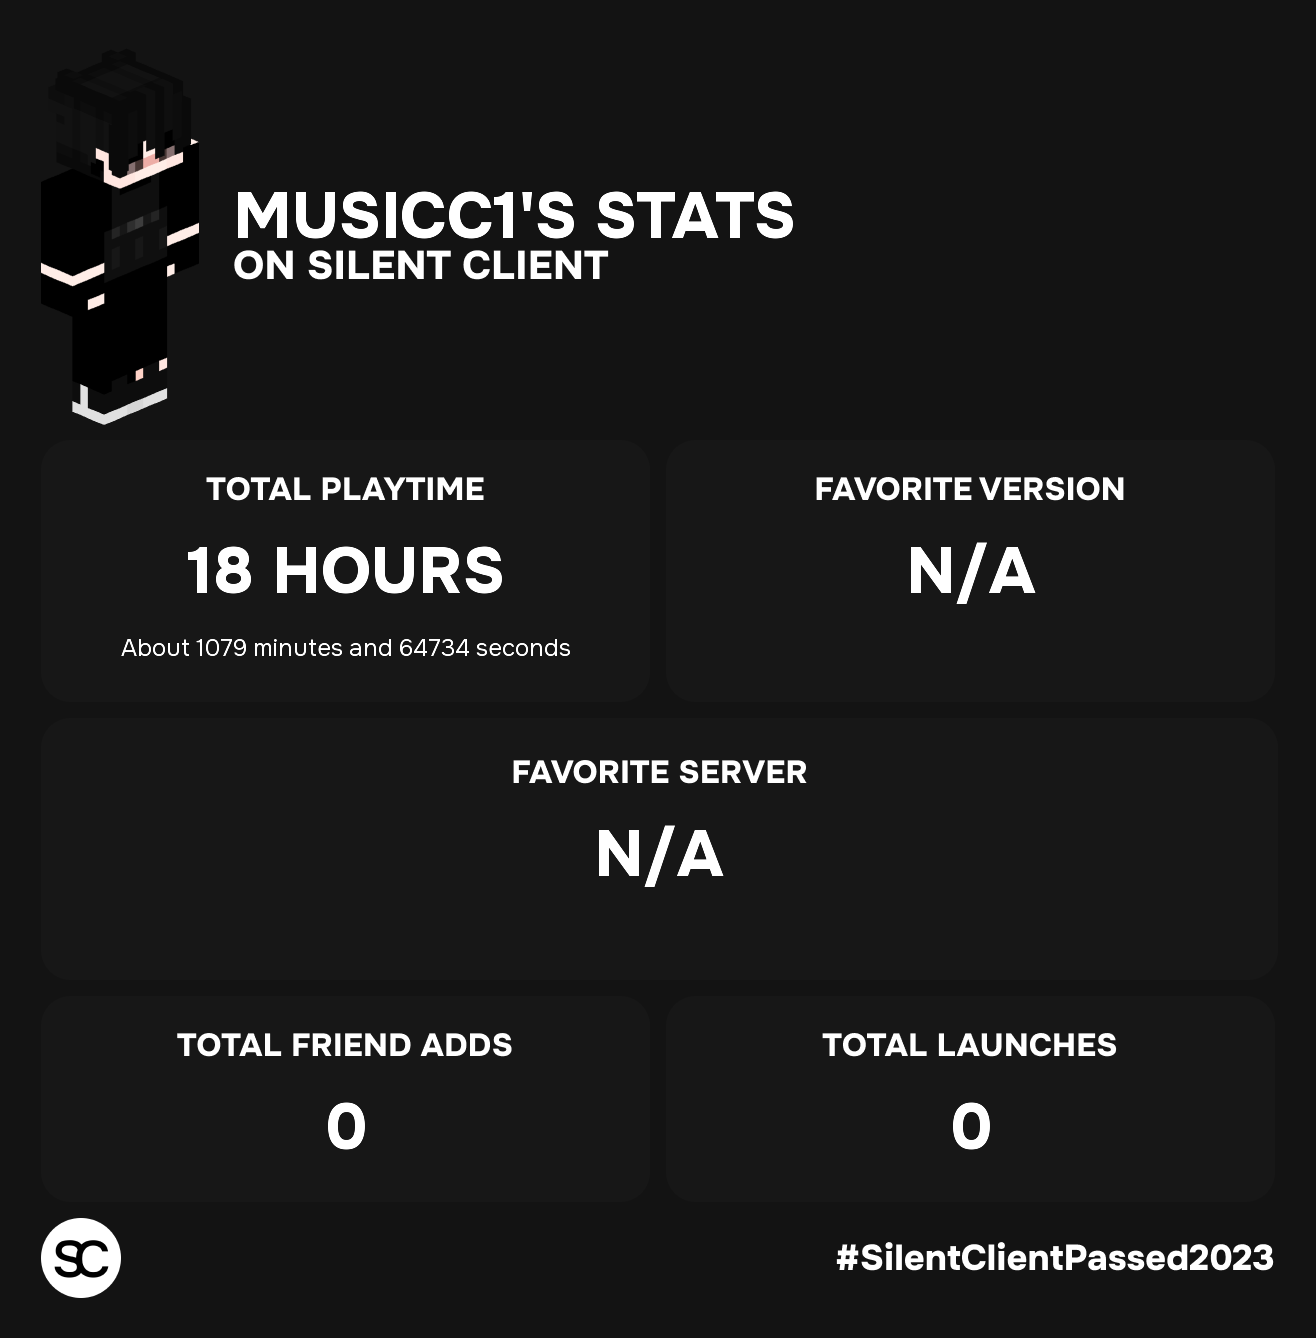 MUSICC1'S STATS
ON SILENT CLIENT
TOTAL PLAYTIME
18 HOURS
About 1079 minutes and 64734 seconds
FAVORITE VERSION
N/A
FAVORITE SERVER
N/A
TOTAL FRIEND ADDS
0
TOTAL LAUNCHES
0
SC
#SilentClientPassed2023